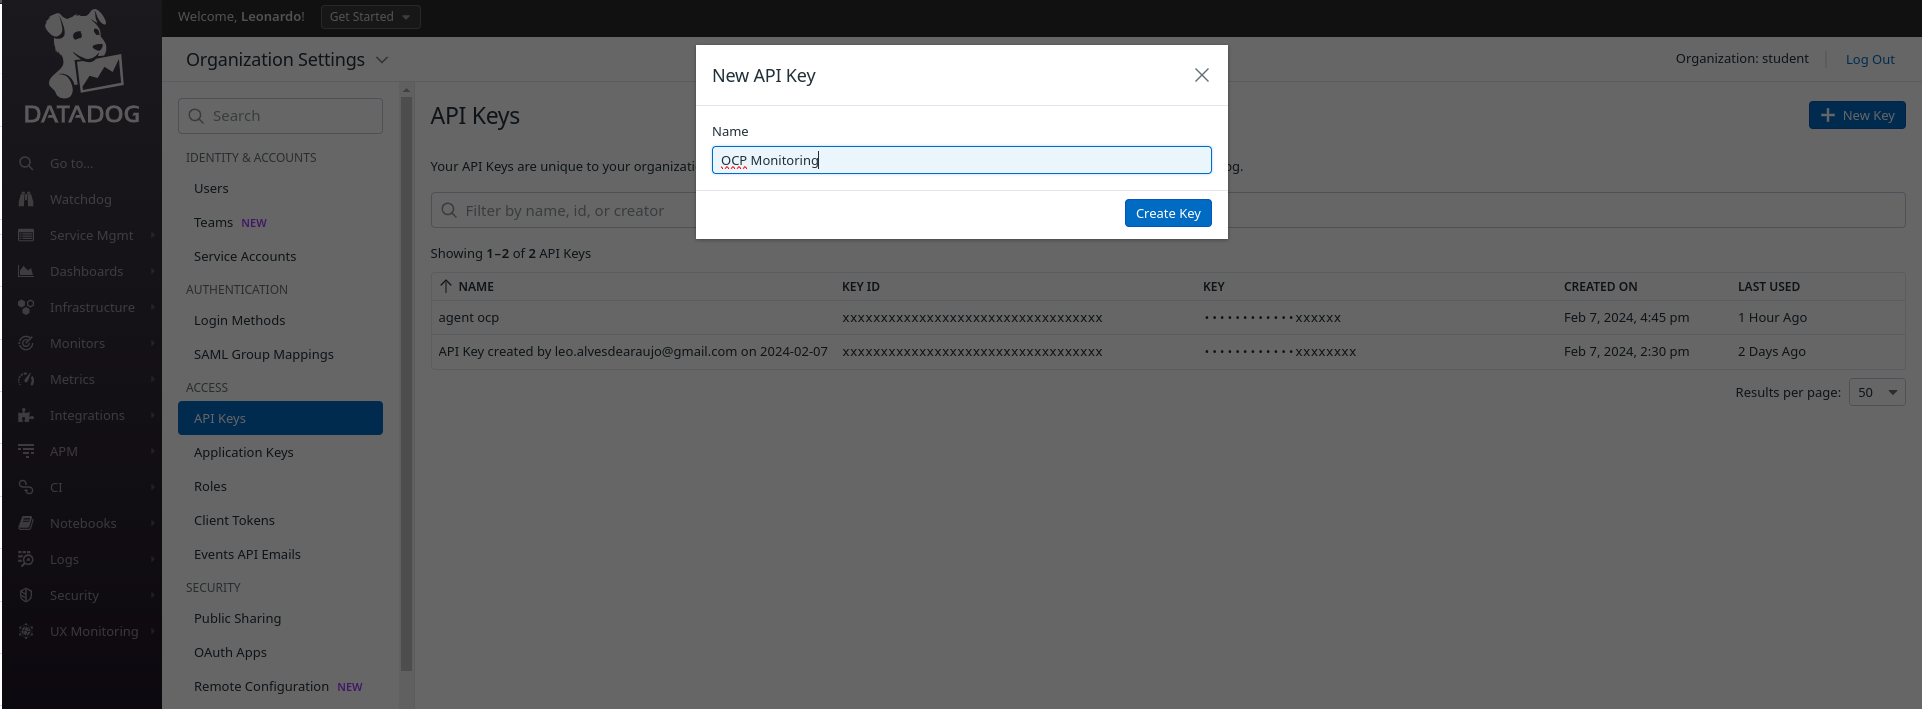 Welcome, Leonardo!
Get Started
DATADOG
Go to...
Watchdog
Service Mgmt
Dashboards
Infrastructure
Monitors
Metrics
Integrations
APM
CI
Notebooks
Logs
Security
UX Monitoring
Organization Settings
Organization: student
Log Out
Search
IDENTITY & ACCOUNTS
Users
Teams NEW
Service Accounts
AUTHENTICATION
Login Methods
SAML Group Mappings
ACCESS
API Keys
Application Keys
Roles
Client Tokens
Events API Emails
SECURITY
Public Sharing
OAuth Apps
Remote Configuration NEW
API Keys
New Key
Your API Keys are unique to your organizati
og.
Filter by name, id, or creator
Showing 1–2 of 2 API Keys
NAME KEY ID KEY CREATED ON LAST USED
agent ocp xxxxxxxxxxxxxxxxxxxxxxxxxxxxxxxxxx ••••••••••••xxxxxx Feb 7, 2024, 4:45 pm 1 Hour Ago
API Key created by leo.alvesdearaujo@gmail.com on 2024-02-07 xxxxxxxxxxxxxxxxxxxxxxxxxxxxxxxxxx ••••••••••••xxxxxxxx Feb 7, 2024, 2:30 pm 2 Days Ago
Results per page: 50
New API Key
Name
OCP Monitoring
Create Key